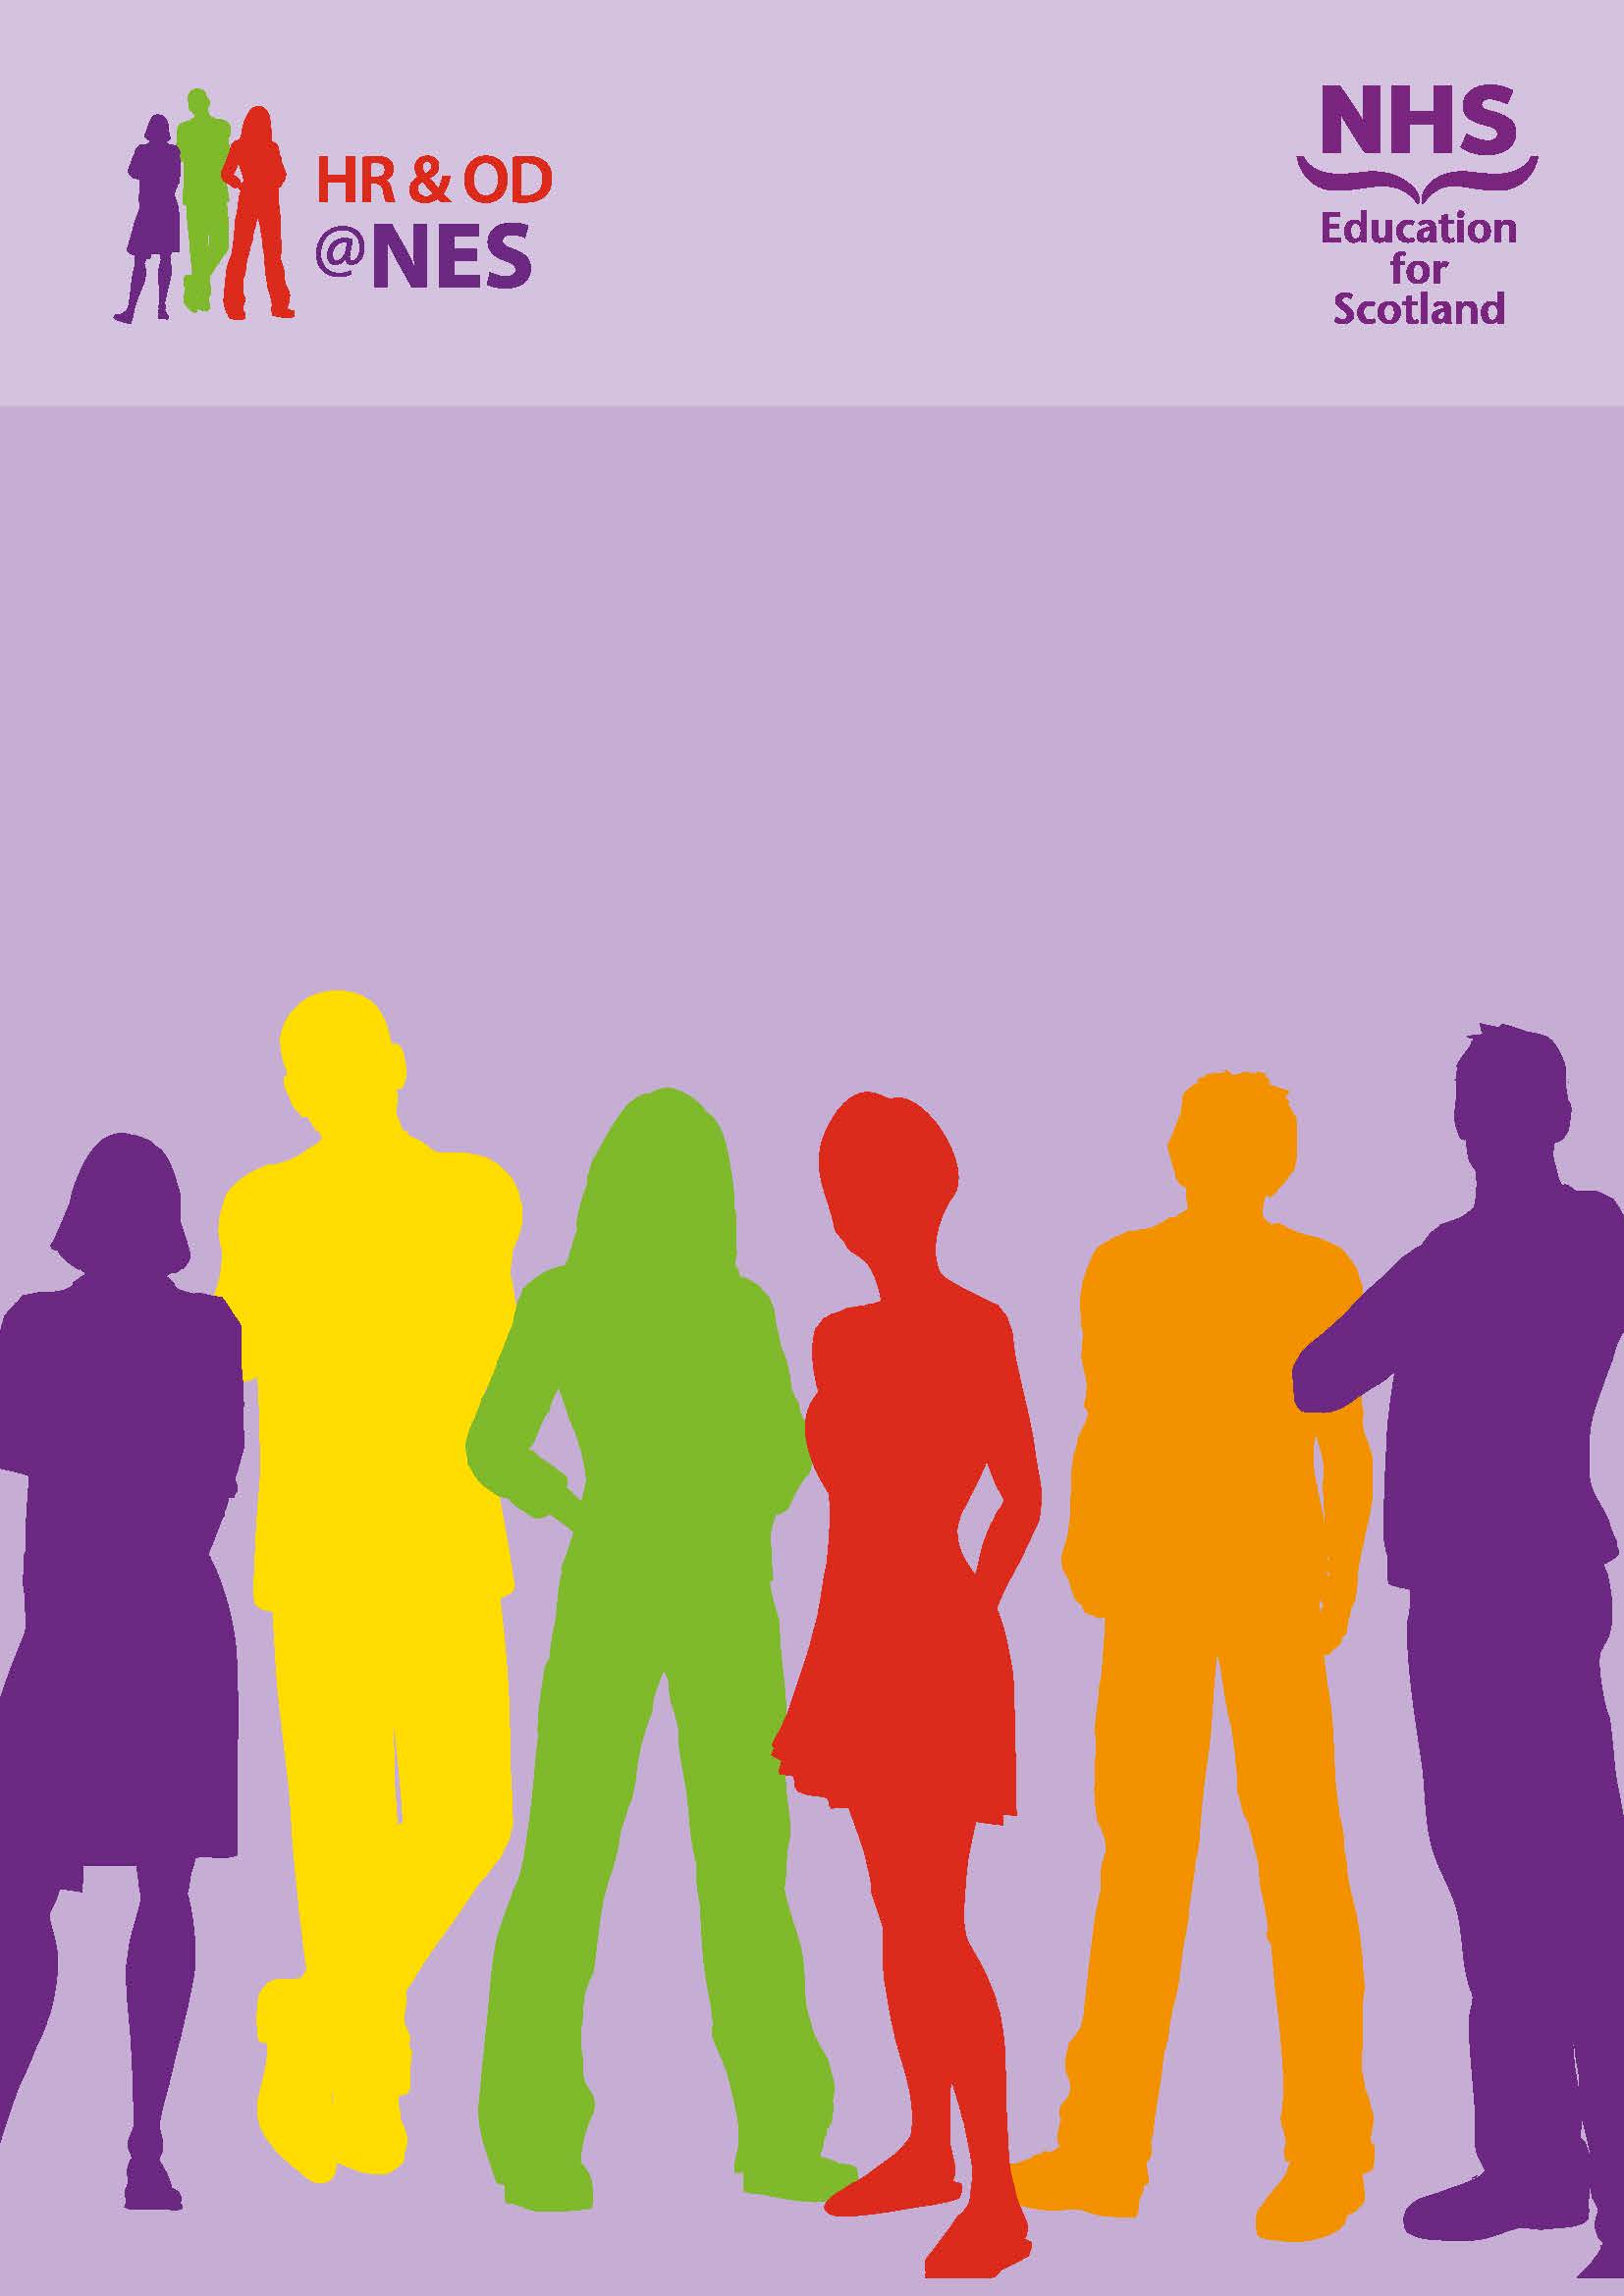 HR & OD
@NES
NHS
Education
for
Scotland